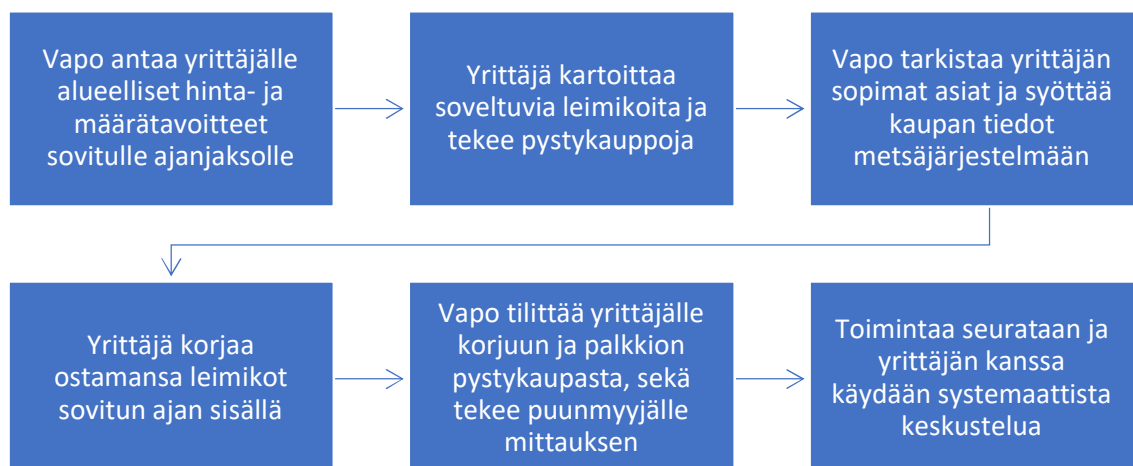 Vapo antaa yrittäjälle
alueelliset hinta- ja
määrätavoitteet
sovitulle ajanjaksolle
Yrittäjä kartoittaa
soveltuvia leimikoita ja
tekee pystykauppoja
Vapo tarkistaa yrittäjän
sopimat asiat ja syöttää
kaupan tiedot
metsäjärjestelmään
Yrittäjä korjaa
ostamansa leimikot
sovitun ajan sisällä
Vapo tilittää yrittäjälle
korjuun ja palkkion
pystykaupasta, sekä
tekee puunmyyjälle
mittauksen
Toimintaa seurataan ja
yrittäjän kanssa
käydään systemaattista
keskustelua